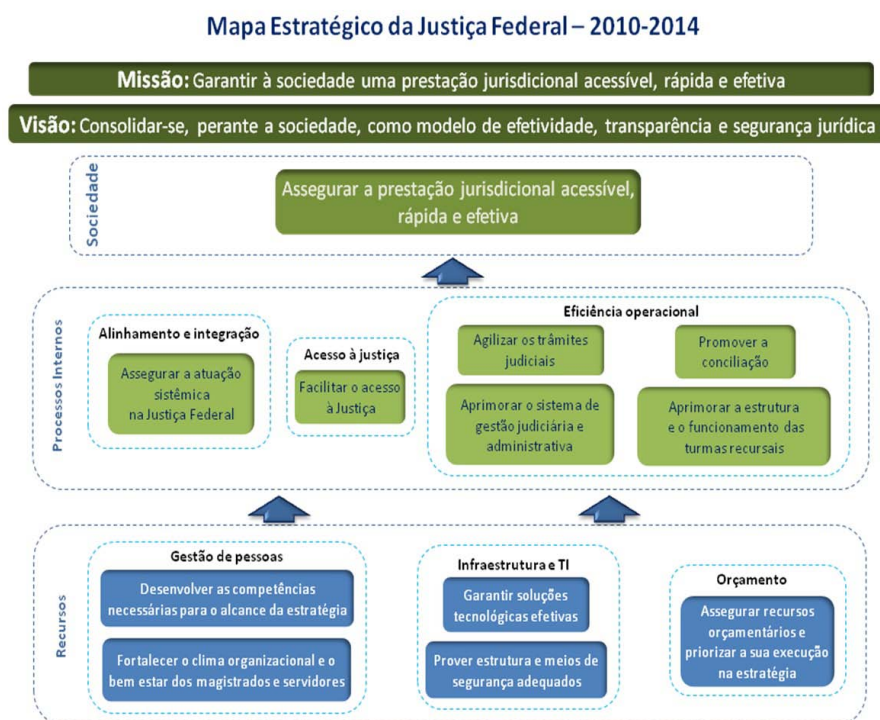 Mapa Estratégico da Justiça Federal – 2010-2014
Missão: Garantir à sociedade uma prestação jurisdicional acessível, rápida e efetiva
Visão: Consolidar-se, perante a sociedade, como modelo de efetividade, transparência e segurança jurídica
Sociedade
Assegurar a prestação jurisdicional acessível,
rápida e efetiva
Processos Internos
Alinhamento e integração
Assegurar a atuação
sistêmica
na Justiça Federal
Acesso à justiça
Facilitar o acesso
à Justiça
Eficiência operacional
Agilizar os trâmites
judiciais
Promover a
conciliação
Aprimorar o sistema de
gestão judiciária e
administrativa
Aprimorar a estrutura
e o funcionamento das
turmas recursais
Recursos
Gestão de pessoas
Desenvolver as competências
necessárias para o alcance da estratégia
Fortalecer o clima organizacional e o
bem estar dos magistrados e servidores
Infraestrutura e TI
Garantir soluções
tecnológicas efetivas
Prover estrutura e meios de
segurança adequados
Orçamento
Assegurar recursos
orçamentários e
priorizar a sua execução
na estratégia